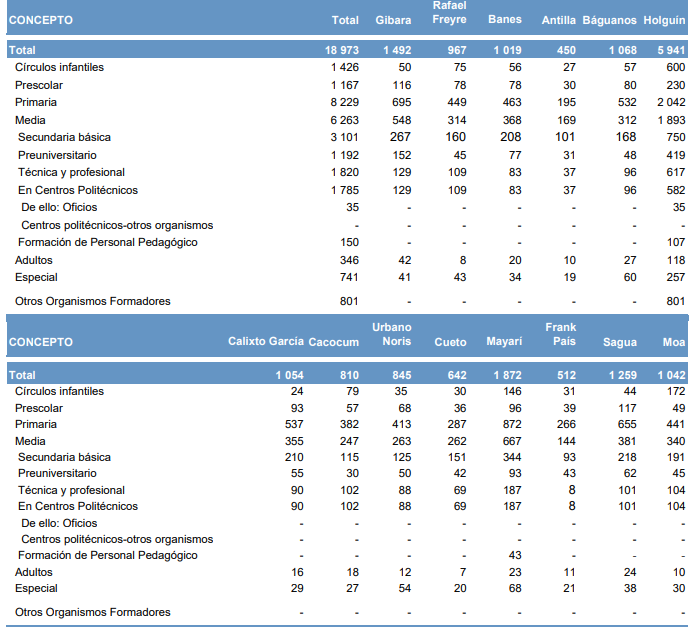 CONCEPTO Total Gibara Rafael Freyre Banes Antilla Báguanos Holguín
Total 18 973 1 492 967 1 019 450 1 068 5 941
Círculos infantiles 1 426 50 75 56 27 57 600
Prescolar 1 167 116 78 78 30 80 230
Primaria 8 229 695 449 463 195 532 2 042
Media 6 263 548 314 368 169 312 1 893
Secundaria básica 3 101 267 160 208 101 168 750
Preuniversitario 1 192 152 45 77 31 48 419
Técnica y profesional 1 820 129 109 83 37 96 617
En Centros Politécnicos 1 785 129 109 83 37 96 582
De ello: Oficios 35 - - - - - 35
Centros politécnicos-otros organismos - - - - - - -
Formación de Personal Pedagógico 150 - - - - - 107
Adultos 346 42 8 20 10 27 118
Especial 741 41 43 34 19 60 257
Otros Organismos Formadores 801 - - - - - 801
CONCEPTO Calixto García Cacocum Urbano Noris Cueto Mayarí Frank País Sagua Moa
Total 1 054 810 845 642 1 872 512 1 259 1 042
Círculos infantiles 24 79 35 30 146 31 44 172
Prescolar 93 57 68 36 96 39 117 49
Primaria 537 382 413 287 872 266 655 441
Media 355 247 263 262 667 144 381 340
Secundaria básica 210 115 125 151 344 93 218 191
Preuniversitario 55 30 50 42 93 43 62 45
Técnica y profesional 90 102 88 69 187 8 101 104
En Centros Politécnicos 90 102 88 69 187 8 101 104
De ello: Oficios - - - - - - - -
Centros politécnicos-otros organismos - - - - - - - -
Formación de Personal Pedagógico - - - - 43 - - -
Adultos 16 18 12 7 23 11 24 10
Especial 29 27 54 20 68 21 38 30
Otros Organismos Formadores - - - - - - - -